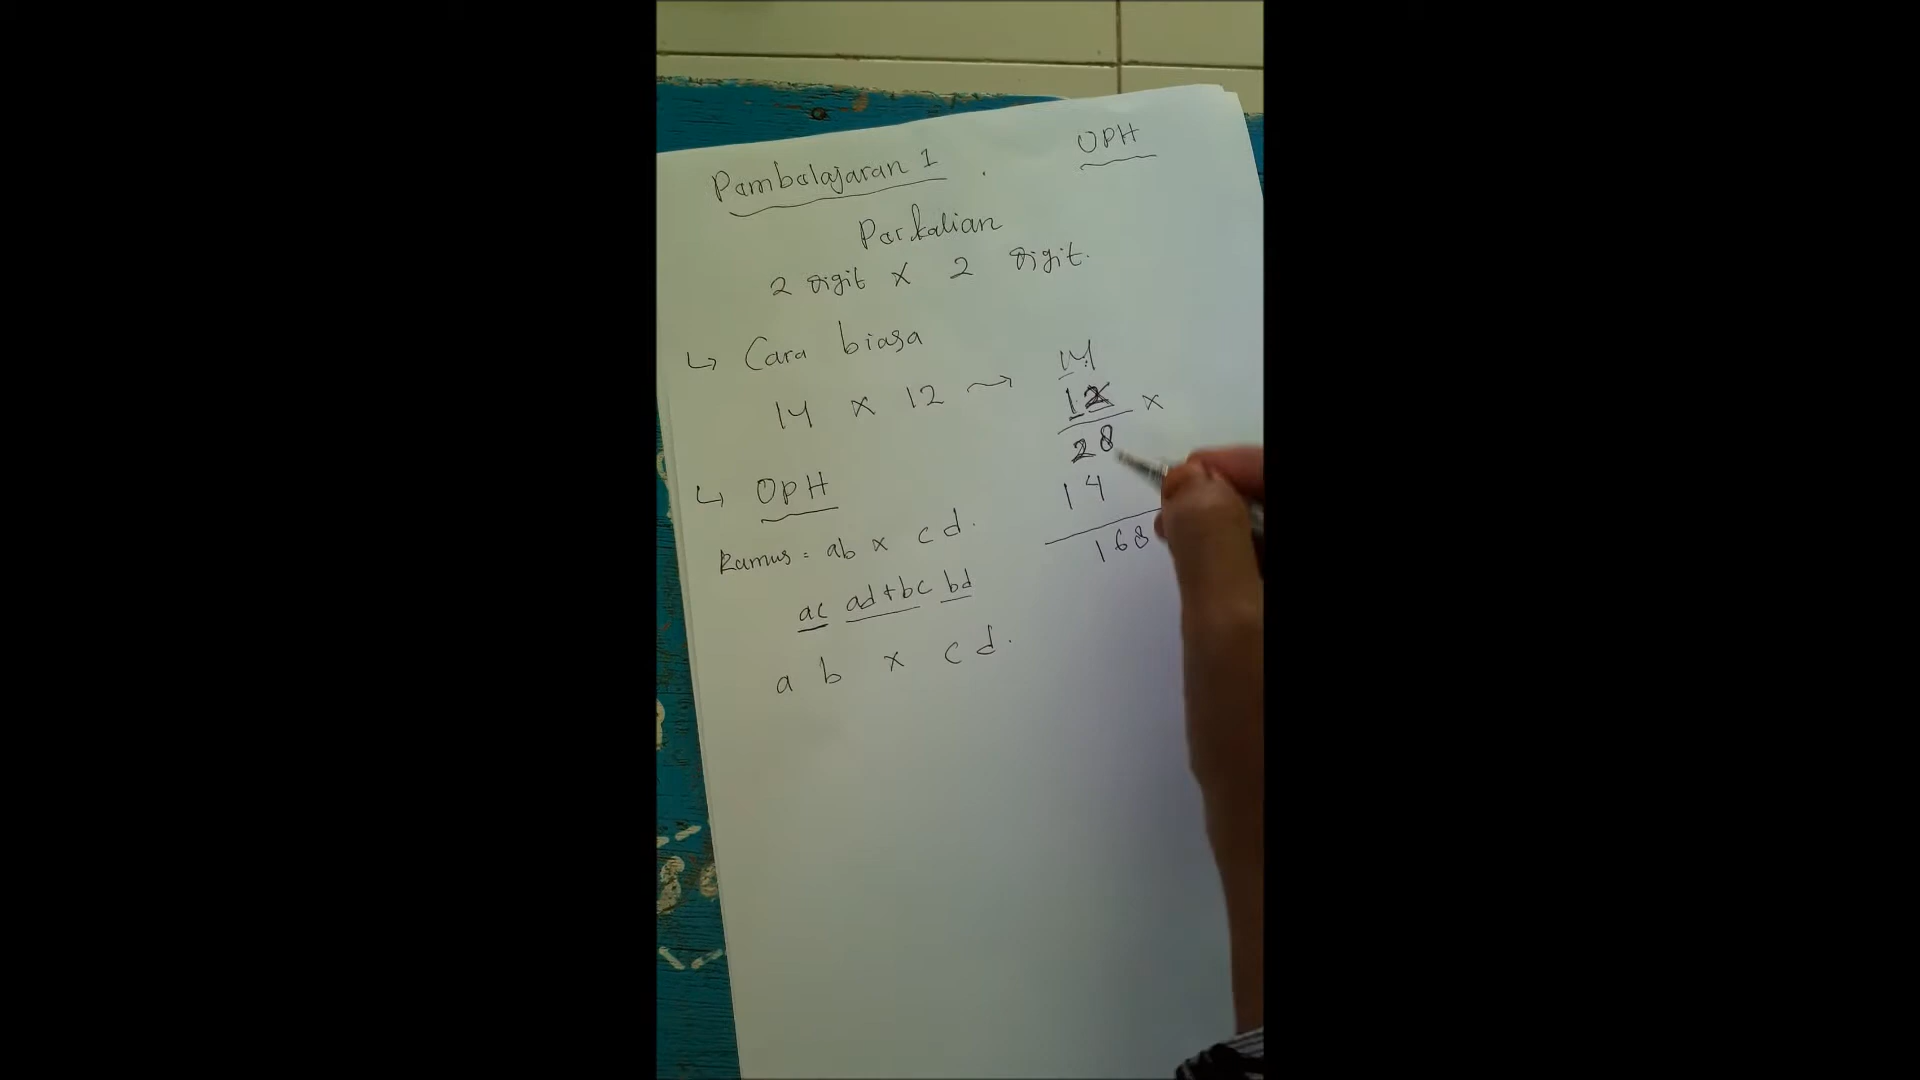 OPH
Pembelajaran 1
Perkalian
2 digit x 2 digit.
↳ Cara biasa
14 x 12 →
14
12 x
28
14
168
↳ OPH
Rumus = ab x cd.
ac ad+bc bd
a b x c d.